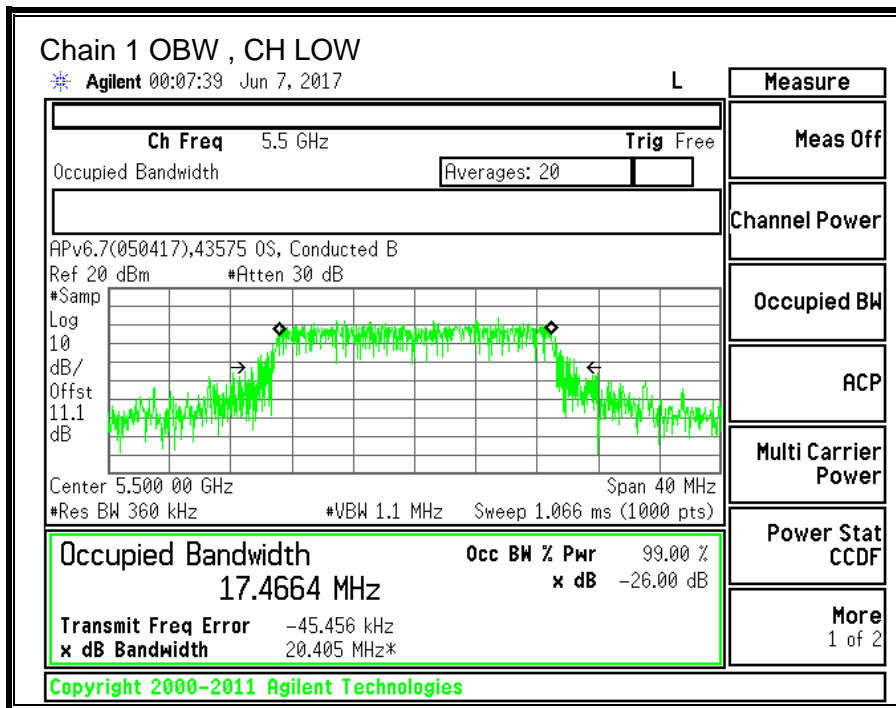 Chain 1 OBW , CH LOW
Agilent 00:07:39 Jun 7, 2017 L
Measure
Ch Freq 5.5 GHz Trig Free
Occupied Bandwidth Averages: 20
APv6.7(050417),43575 OS, Conducted B
Ref 20 dBm #Atten 30 dB
#Samp
Log
10
dB/
Offst
11.1
dB
Center 5.500 00 GHz Span 40 MHz
#Res BW 360 kHz #VBW 1.1 MHz Sweep 1.066 ms (1000 pts)
Occupied Bandwidth Occ BW % Pwr 99.00 %
17.4664 MHz x dB -26.00 dB
Transmit Freq Error -45.456 kHz
x dB Bandwidth 20.405 MHz*
Meas Off
Channel Power
Occupied BW
ACP
Multi Carrier
Power
Power Stat
CCDF
More
1 of 2
Copyright 2000-2011 Agilent Technologies